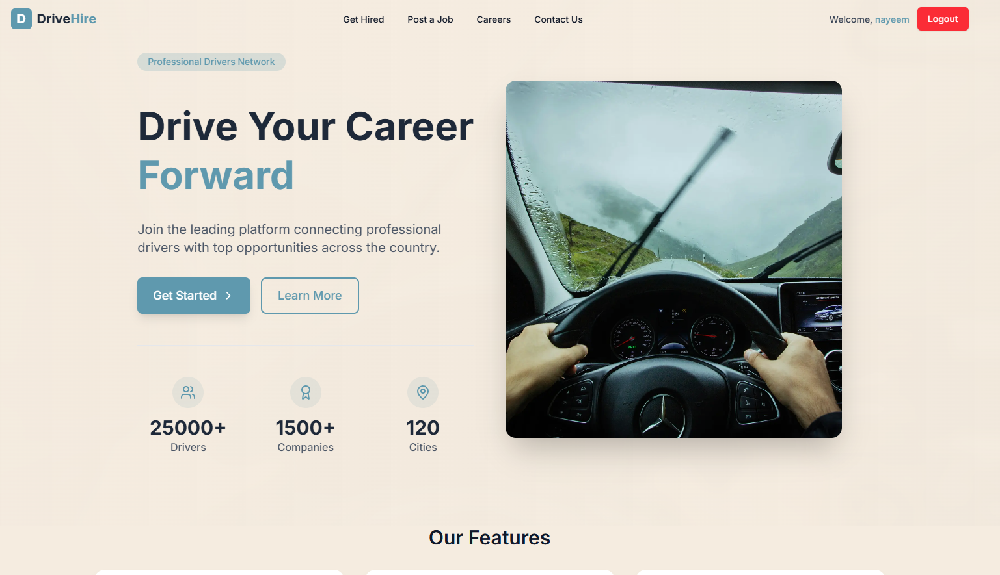 D DriveHire
Get Hired
Post a Job
Careers
Contact Us
Welcome, nayeem
Logout
Professional Drivers Network
Drive Your Career
Forward
Join the leading platform connecting professional
drivers with top opportunities across the country.
Get Started
Learn More
25000+
Drivers
1500+
Companies
120
Cities
Our Features